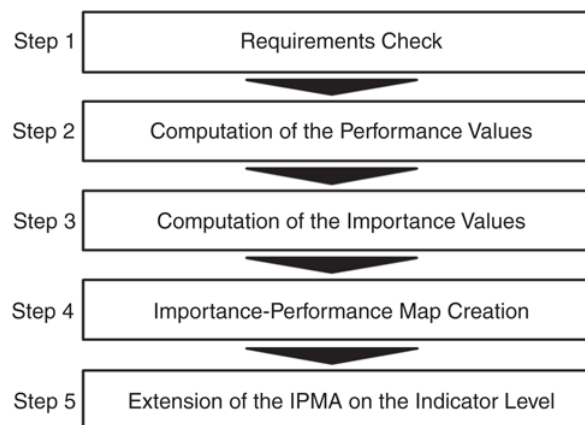 Step 1 Requirements Check
Step 2 Computation of the Performance Values
Step 3 Computation of the Importance Values
Step 4 Importance-Performance Map Creation
Step 5 Extension of the IPMA on the Indicator Level